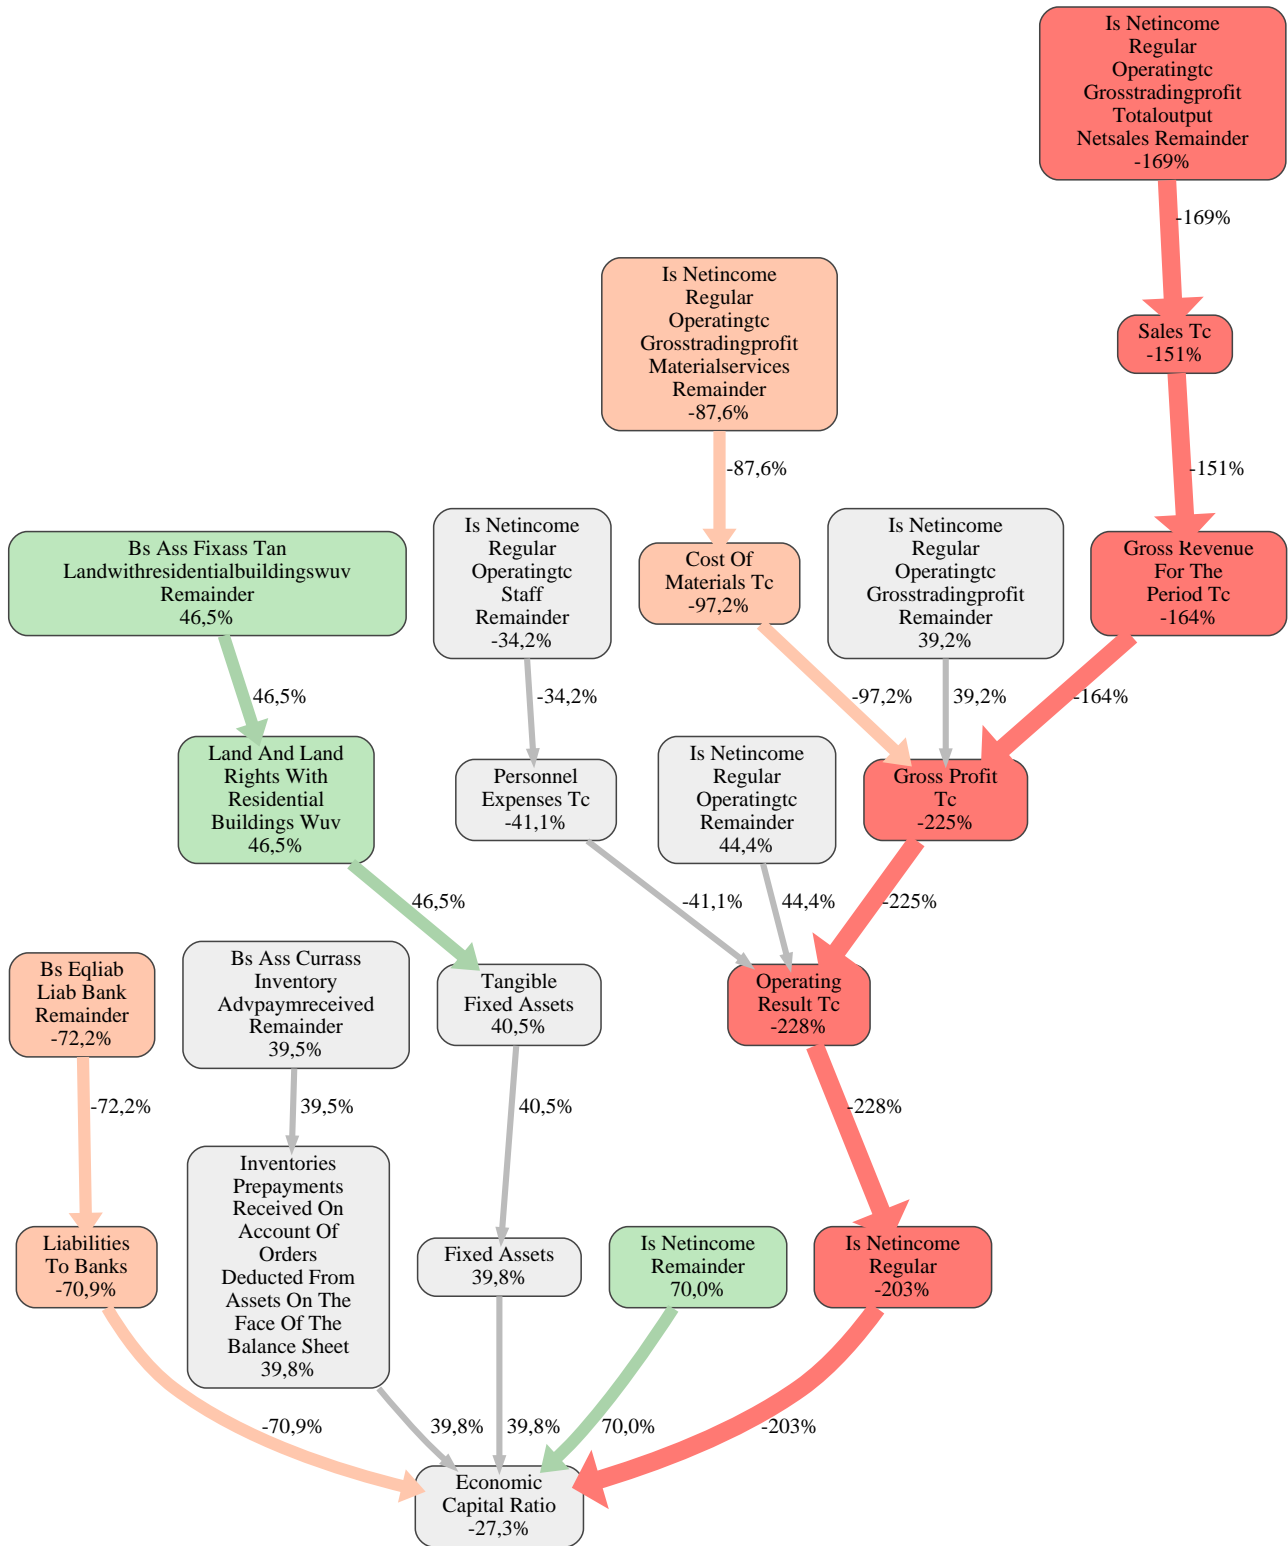 Is Netincome
Regular
Operatingtc
Grosstradingprofit
Totaloutput
Netsales Remainder
-169%
-169%
Is Netincome
Regular
Operatingtc
Grosstradingprofit
Materialservices
Remainder
-87,6%
Sales Tc
-151%
-87,6%
-151%
Bs Ass Fixass Tan
Landwithresidentialbuildingswuv
Remainder
46,5%
Is Netincome
Regular
Operatingtc
Staff
Remainder
-34,2%
Cost Of
Materials Tc
-97,2%
Is Netincome
Regular
Operatingtc
Grosstradingprofit
Remainder
39,2%
Gross Revenue
For The
Period Tc
-164%
46,5%
-34,2%
-97,2%
39,2%
-164%
Land And Land
Rights With
Residential
Buildings Wuv
46,5%
Personnel
Expenses Tc
-41,1%
Is Netincome
Regular
Operatingtc
Remainder
44,4%
Gross Profit
Tc
-225%
46,5%
-41,1%
44,4%
-225%
Bs Eqliab
Liab Bank
Remainder
-72,2%
Bs Ass Currass
Inventory
Advpaymreceived
Remainder
39,5%
Tangible
Fixed Assets
40,5%
Operating
Result Tc
-228%
-72,2%
39,5%
40,5%
-228%
Liabilities
To Banks
-70,9%
Inventories
Prepayments
Received On
Account Of
Orders
Deducted From
Assets On The
Face Of The
Balance Sheet
39,8%
Fixed Assets
39,8%
Is Netincome
Remainder
70,0%
Is Netincome
Regular
-203%
-70,9%
39,8%
39,8%
70,0%
-203%
Economic
Capital Ratio
-27,3%